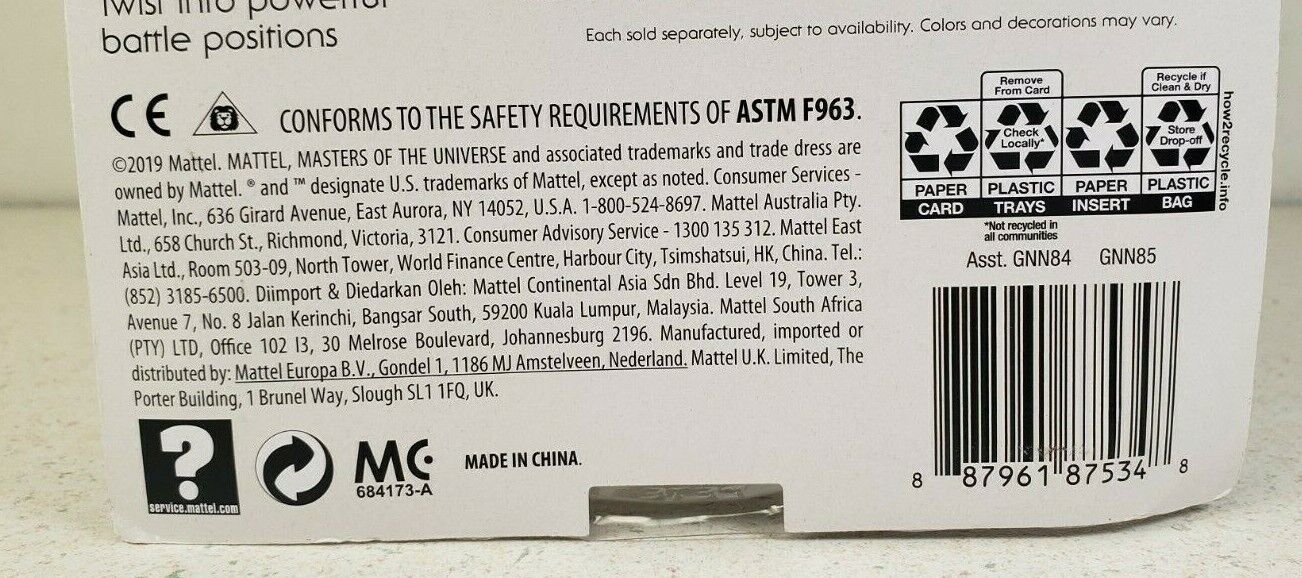 twist into powerful
battle positions
Each sold separately, subject to availability. Colors and decorations may vary.
CE CONFORMS TO THE SAFETY REQUIREMENTS OF ASTM F963.
©2019 Mattel. MATTEL, MASTERS OF THE UNIVERSE and associated trademarks and trade dress are
owned by Mattel. ® and ™ designate U.S. trademarks of Mattel, except as noted. Consumer Services -
Mattel, Inc., 636 Girard Avenue, East Aurora, NY 14052, U.S.A. 1-800-524-8697. Mattel Australia Pty.
Ltd., 658 Church St., Richmond, Victoria, 3121. Consumer Advisory Service - 1300 135 312. Mattel East
Asia Ltd., Room 503-09, North Tower, World Finance Centre, Harbour City, Tsimshatsui, HK, China. Tel.:
(852) 3185-6500. Diimport & Diedarkan Oleh: Mattel Continental Asia Sdn Bhd. Level 19, Tower 3,
Avenue 7, No. 8 Jalan Kerinchi, Bangsar South, 59200 Kuala Lumpur, Malaysia. Mattel South Africa
(PTY) LTD, Office 102 I3, 30 Melrose Boulevard, Johannesburg 2196. Manufactured, imported or
distributed by: Mattel Europa B.V., Gondel 1, 1186 MJ Amstelveen, Nederland. Mattel U.K. Limited, The
Porter Building, 1 Brunel Way, Slough SL1 1FQ, UK.
?
service.mattel.com
MC
684173-A
MADE IN CHINA.
Remove
From Card
Recycle if
Clean & Dry
Check
Locally*
Store
Drop-off
PAPER PLASTIC PAPER PLASTIC
CARD TRAYS INSERT BAG
how2recycle.info
*Not recycled in
all communities
Asst. GNN84 GNN85
8 87961 87534 8